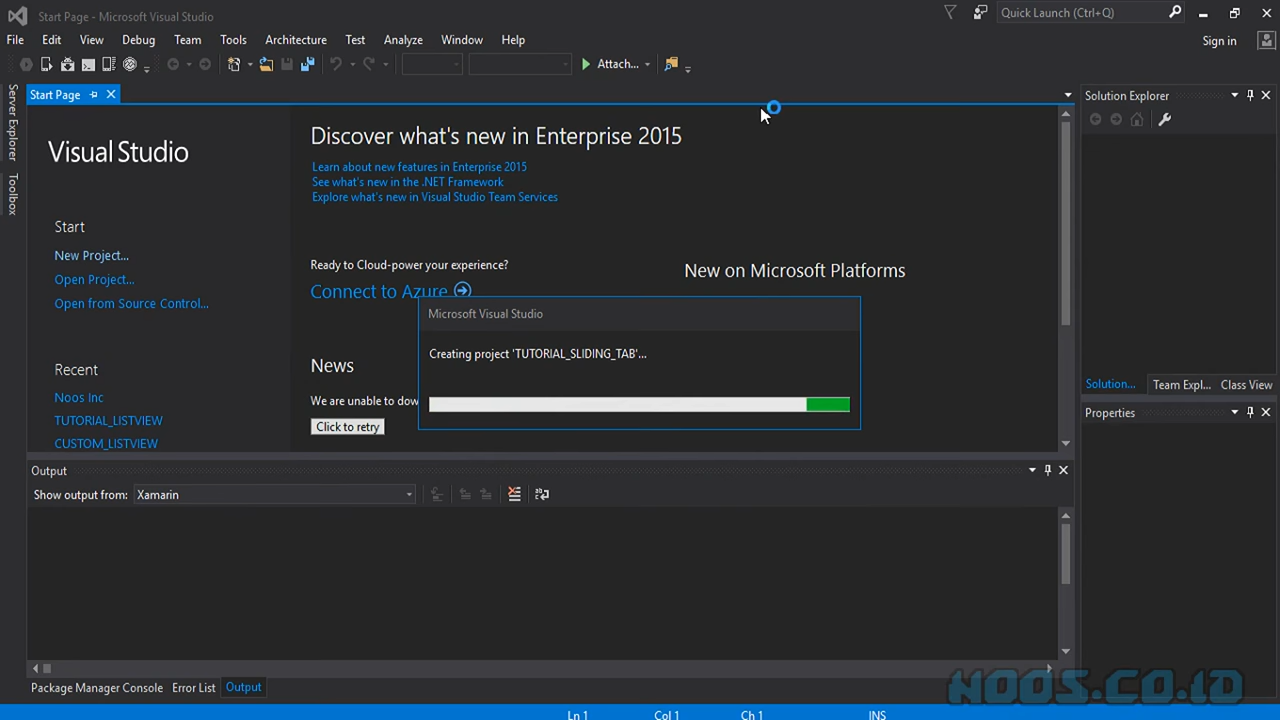 Start Page - Microsoft Visual Studio
Quick Launch (Ctrl+Q)
File Edit View Debug Team Tools Architecture Test Analyze Window Help
Sign in
Attach...
Server Explorer
Toolbox
Start Page
Visual Studio
Start
New Project...
Open Project...
Open from Source Control...
Recent
Noos Inc
TUTORIAL_LISTVIEW
CUSTOM_LISTVIEW
Discover what's new in Enterprise 2015
Learn about new features in Enterprise 2015
See what's new in the .NET Framework
Explore what's new in Visual Studio Team Services
Ready to Cloud-power your experience?
Connect to Azure
New on Microsoft Platforms
News
We are unable to dow
Click to retry
Microsoft Visual Studio
Creating project 'TUTORIAL_SLIDING_TAB'...
Solution Explorer
Solution... Team Expl... Class View
Properties
Output
Show output from: Xamarin
Package Manager Console Error List Output
NOOS.CO.ID
Ln 1 Col 1 Ch 1 INS